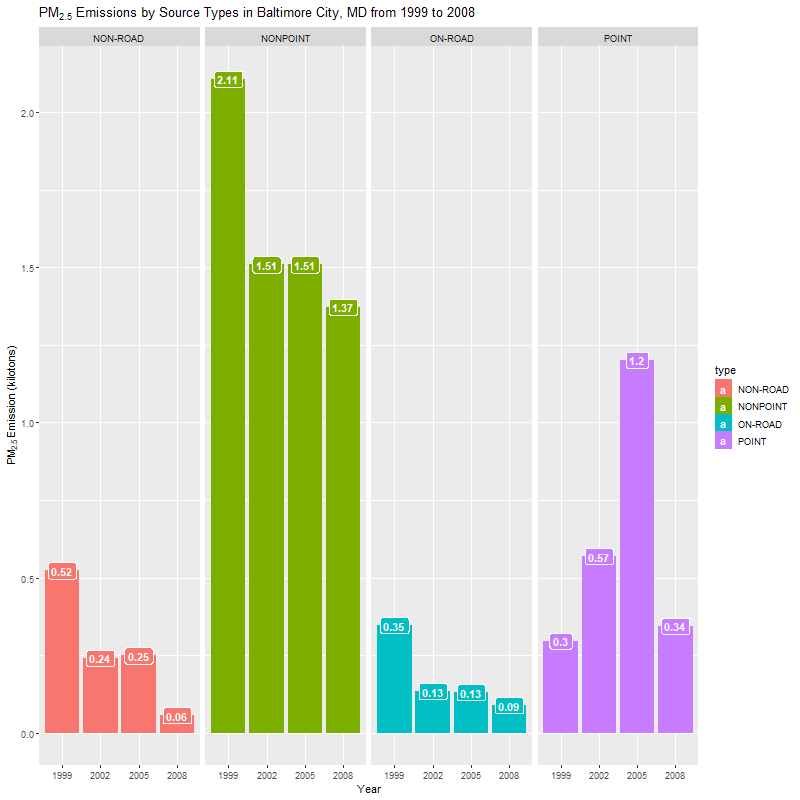 PM2.5 Emissions by Source Types in Baltimore City, MD from 1999 to 2008
NON-ROAD NONPOINT ON-ROAD POINT
PM2.5 Emission (kilotons)
2.0
1.5
1.0
0.5
0.0
0.52
0.24
0.25
0.06
2.11
1.51
1.51
1.37
0.35
0.13
0.13
0.09
0.3
0.57
1.2
0.34
1999 2002 2005 2008 1999 2002 2005 2008 1999 2002 2005 2008 1999 2002 2005 2008
Year
type
a NON-ROAD
a NONPOINT
a ON-ROAD
a POINT